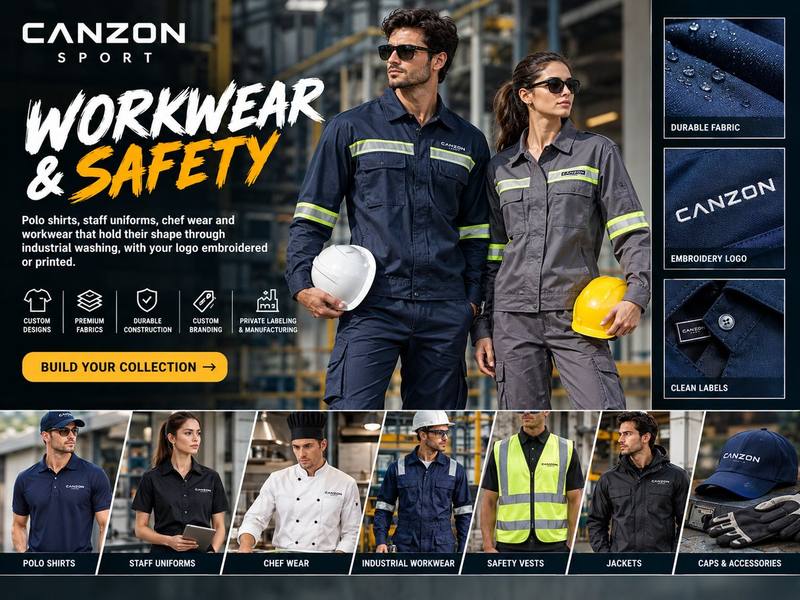 CANZON
SPORT
WORKWEAR
& SAFETY
Polo shirts, staff uniforms, chef wear and
workwear that hold their shape through
industrial washing, with your logo embroidered
or printed.
CUSTOM
DESIGNS
PREMIUM
FABRICS
DURABLE
CONSTRUCTION
CUSTOM
BRANDING
PRIVATE LABELING
& MANUFACTURING
BUILD YOUR COLLECTION →
CANZON
CANZON
DURABLE FABRIC
CANZON
EMBROIDERY LOGO
CANZON
CLEAN LABELS
CANZON
POLO SHIRTS
CANZON
STAFF UNIFORMS
CANZON
CHEF WEAR
CANZON
INDUSTRIAL WORKWEAR
CANZON
SAFETY VESTS
CANZON
JACKETS
CANZON
CAPS & ACCESSORIES